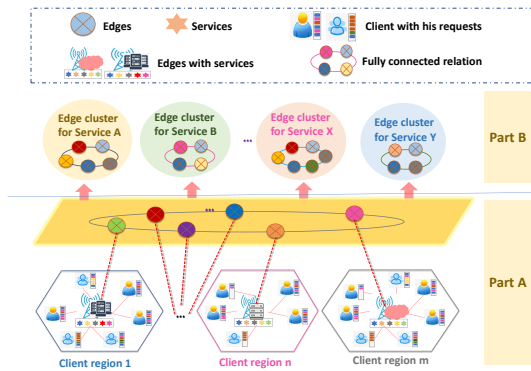 Edges
Services
Client with his requests
Edges with services
Fully connected relation
Edge cluster
for Service A
Edge cluster
for Service B
...
Edge cluster
for Service X
Edge cluster
for Service Y
Part B
...
Part A
...
Client region 1
Client region n
Client region m